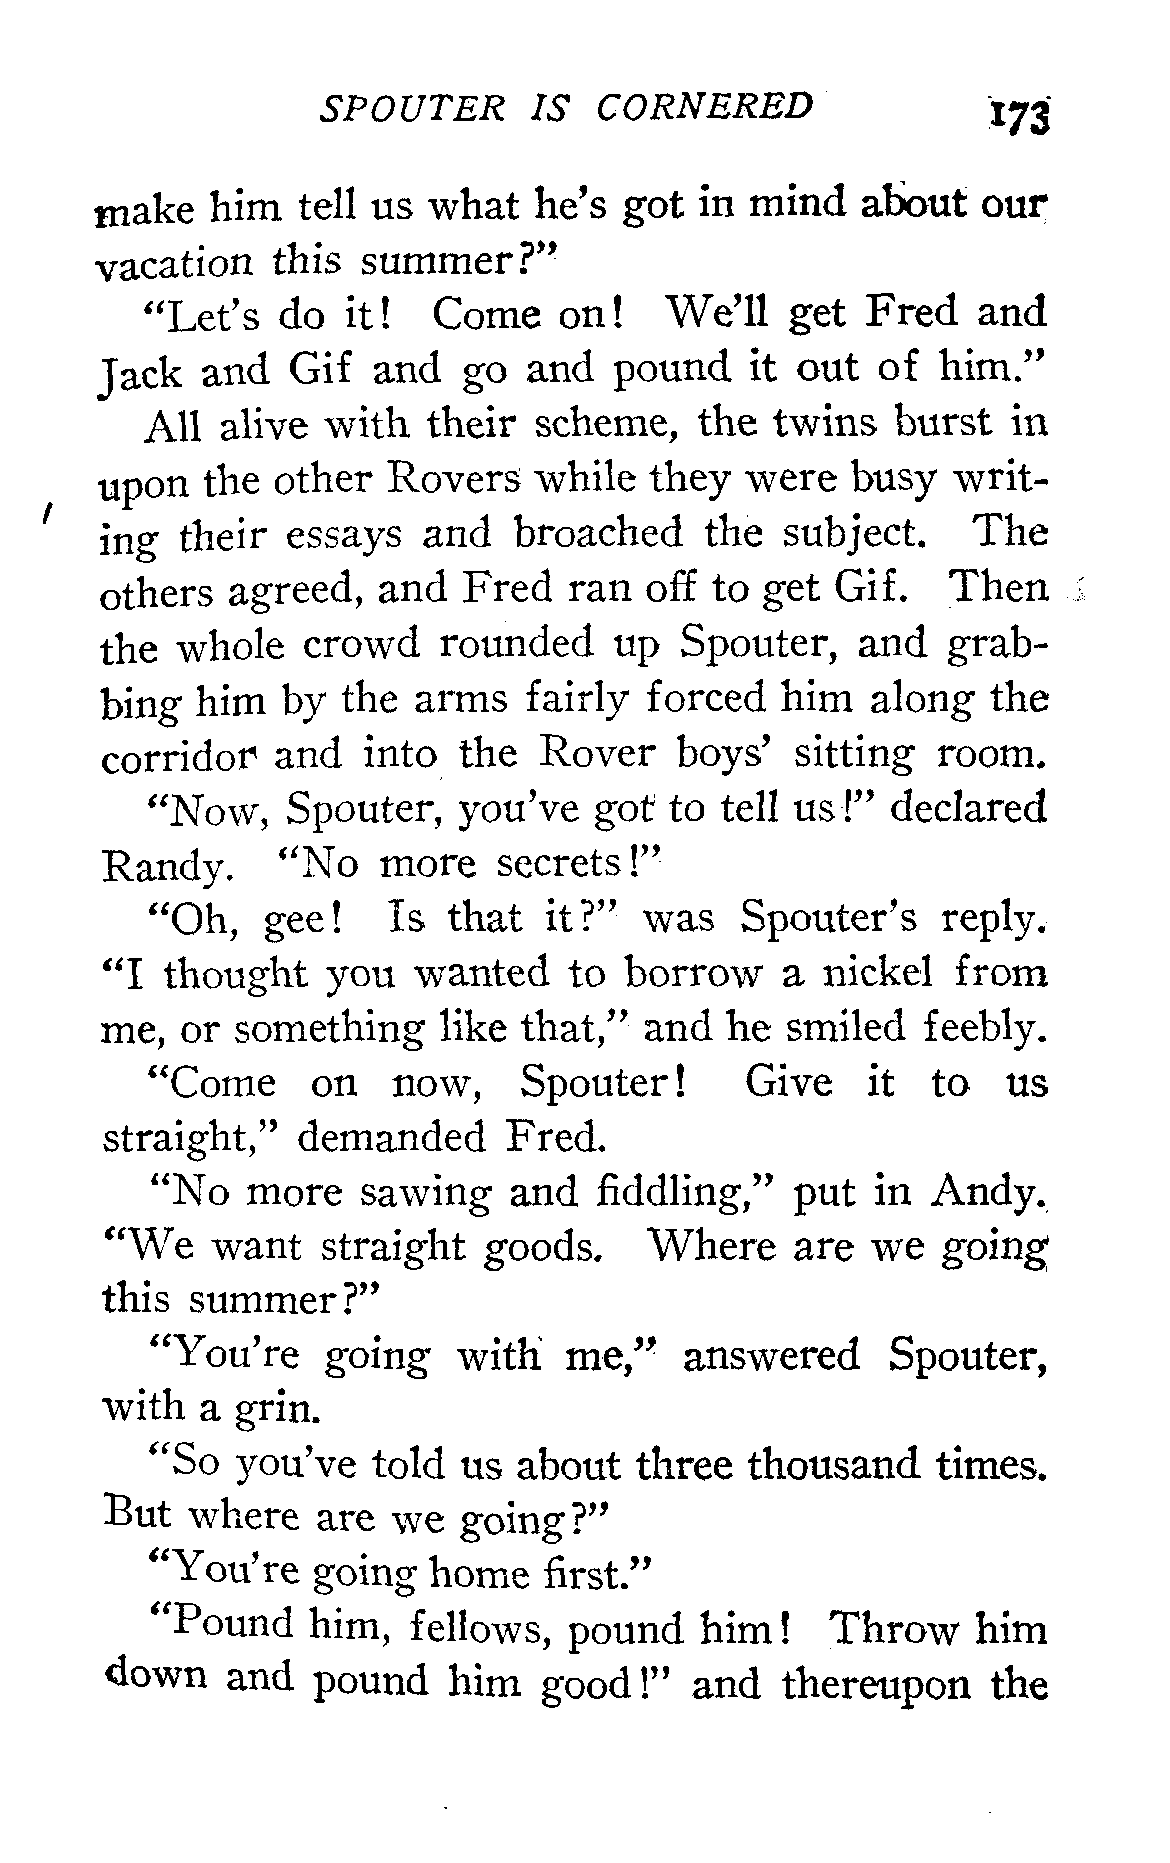 SPOUTER IS CORNERED 173
make him tell us what he's got in mind about our
vacation this summer?"
"Let's do it! Come on! We'll get Fred and
Jack and Gif and go and pound it out of him."
All alive with their scheme, the twins burst in
upon the other Rovers while they were busy writ-
ing their essays and broached the subject. The
others agreed, and Fred ran off to get Gif. Then
the whole crowd rounded up Spouter, and grab-
bing him by the arms fairly forced him along the
corridor and into the Rover boys' sitting room.
"Now, Spouter, you've got to tell us!" declared
Randy. "No more secrets!"
"Oh, gee! Is that it?" was Spouter's reply.
"I thought you wanted to borrow a nickel from
me, or something like that," and he smiled feebly.
"Come on now, Spouter! Give it to us
straight," demanded Fred.
"No more sawing and fiddling," put in Andy.
"We want straight goods. Where are we going
this summer?"
"You're going with me," answered Spouter,
with a grin.
"So you've told us about three thousand times.
But where are we going?"
"You're going home first."
"Pound him, fellows, pound him! Throw him
down and pound him good!" and thereupon the